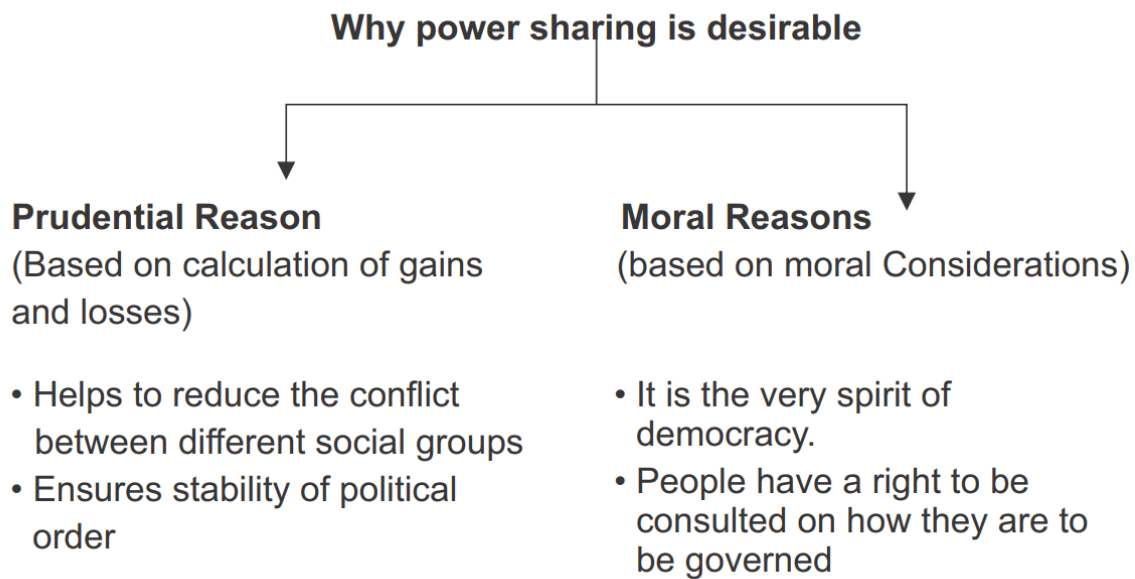 Why power sharing is desirable
Prudential Reason
(Based on calculation of gains
and losses)
• Helps to reduce the conflict
between different social groups
• Ensures stability of political
order
Moral Reasons
(based on moral Considerations)
• It is the very spirit of
democracy.
• People have a right to be
consulted on how they are to
be governed